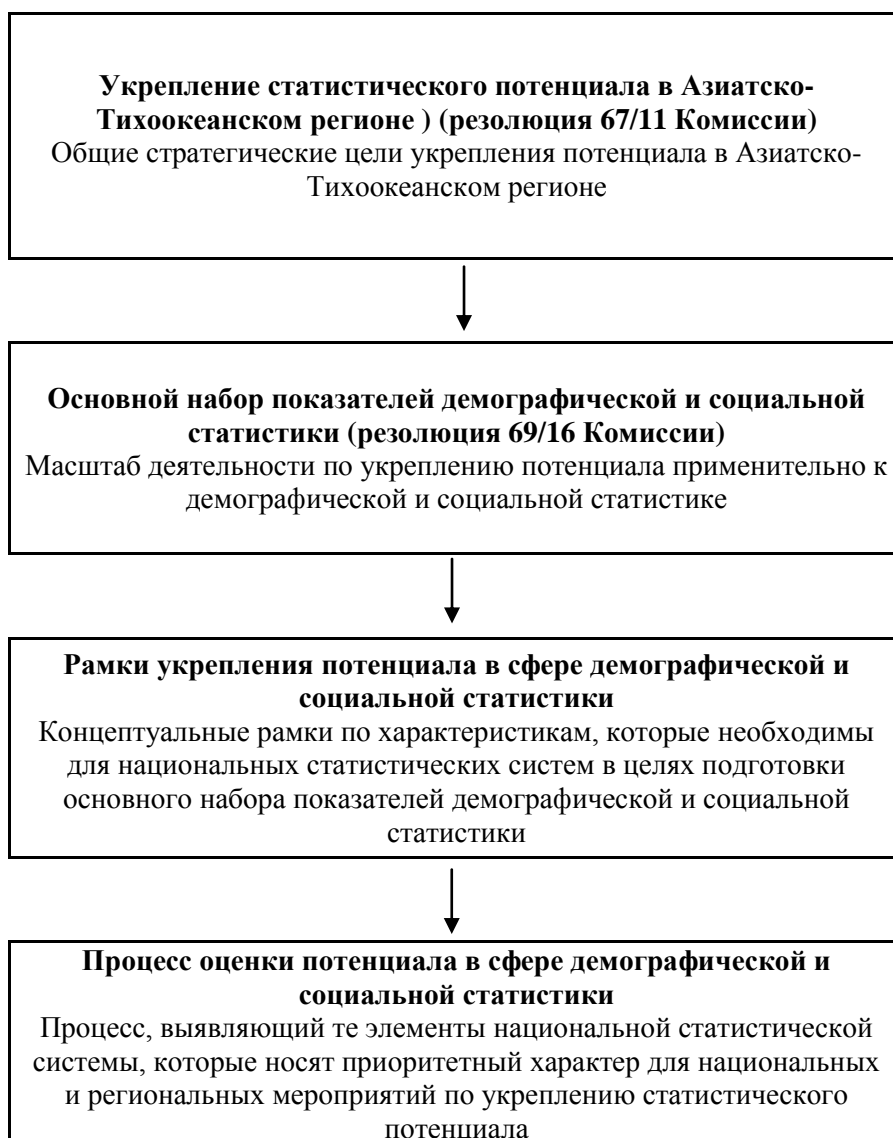 Укрепление статистического потенциала в Азиатско-
Тихоокеанском регионе ) (резолюция 67/11 Комиссии)
Общие стратегические цели укрепления потенциала в Азиатско-
Тихоокеанском регионе
Основной набор показателей демографической и социальной
статистики (резолюция 69/16 Комиссии)
Масштаб деятельности по укреплению потенциала применительно к
демографической и социальной статистике
Рамки укрепления потенциала в сфере демографической и
социальной статистики
Концептуальные рамки по характеристикам, которые необходимы
для национальных статистических систем в целях подготовки
основного набора показателей демографической и социальной
статистики
Процесс оценки потенциала в сфере демографической и
социальной статистики
Процесс, выявляющий те элементы национальной статистической
системы, которые носят приоритетный характер для национальных
и региональных мероприятий по укреплению статистического
потенциала